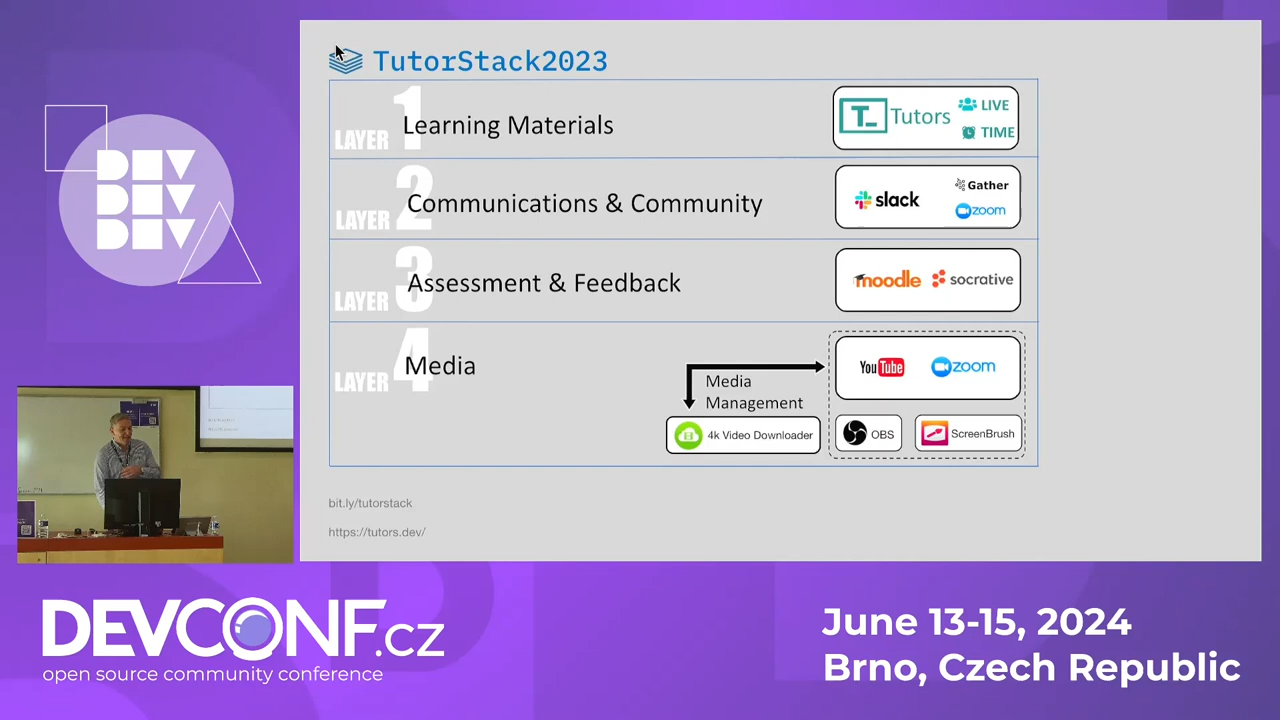 DEV
DEV
DEV
TutorStack2023
LAYER 1 Learning Materials
T_ Tutors LIVE TIME
LAYER 2 Communications & Community
slack Gather zoom
LAYER 3 Assessment & Feedback
moodle socrative
LAYER 4 Media
YouTube zoom
Media
Management
4k Video Downloader
OBS ScreenBrush
bit.ly/tutorstack
https://tutors.dev/
DEVCONF.cz
open source community conference
June 13-15, 2024
Brno, Czech Republic